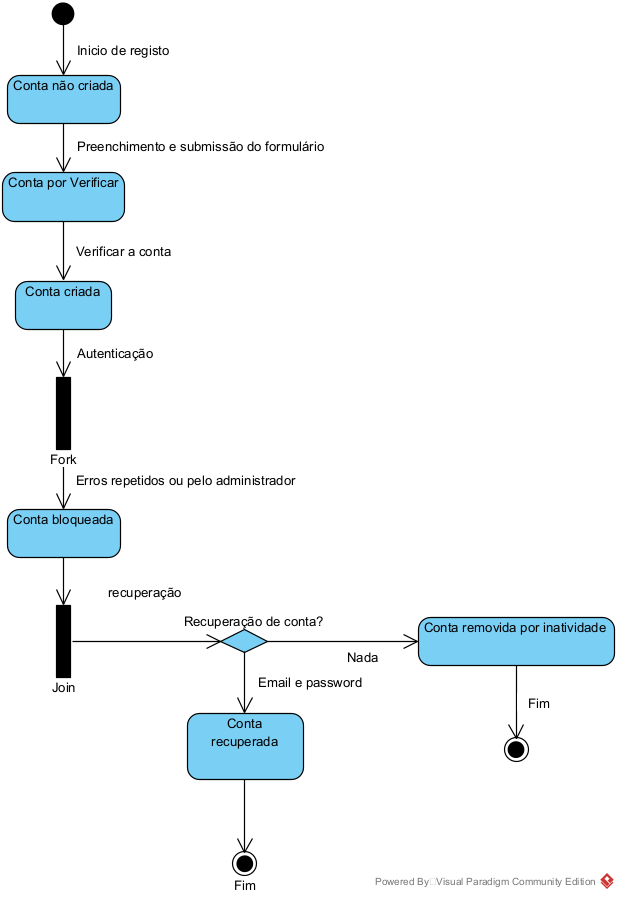 Inicio de registo
Conta não criada
Preenchimento e submissão do formulário
Conta por Verificar
Verificar a conta
Conta criada
Autenticação
Fork
Erros repetidos ou pelo administrador
Conta bloqueada
recuperação
Join
Recuperação de conta?
Nada
Conta removida por inatividade
Email e password
Fim
Conta
recuperada
Fim
Powered By Visual Paradigm Community Edition